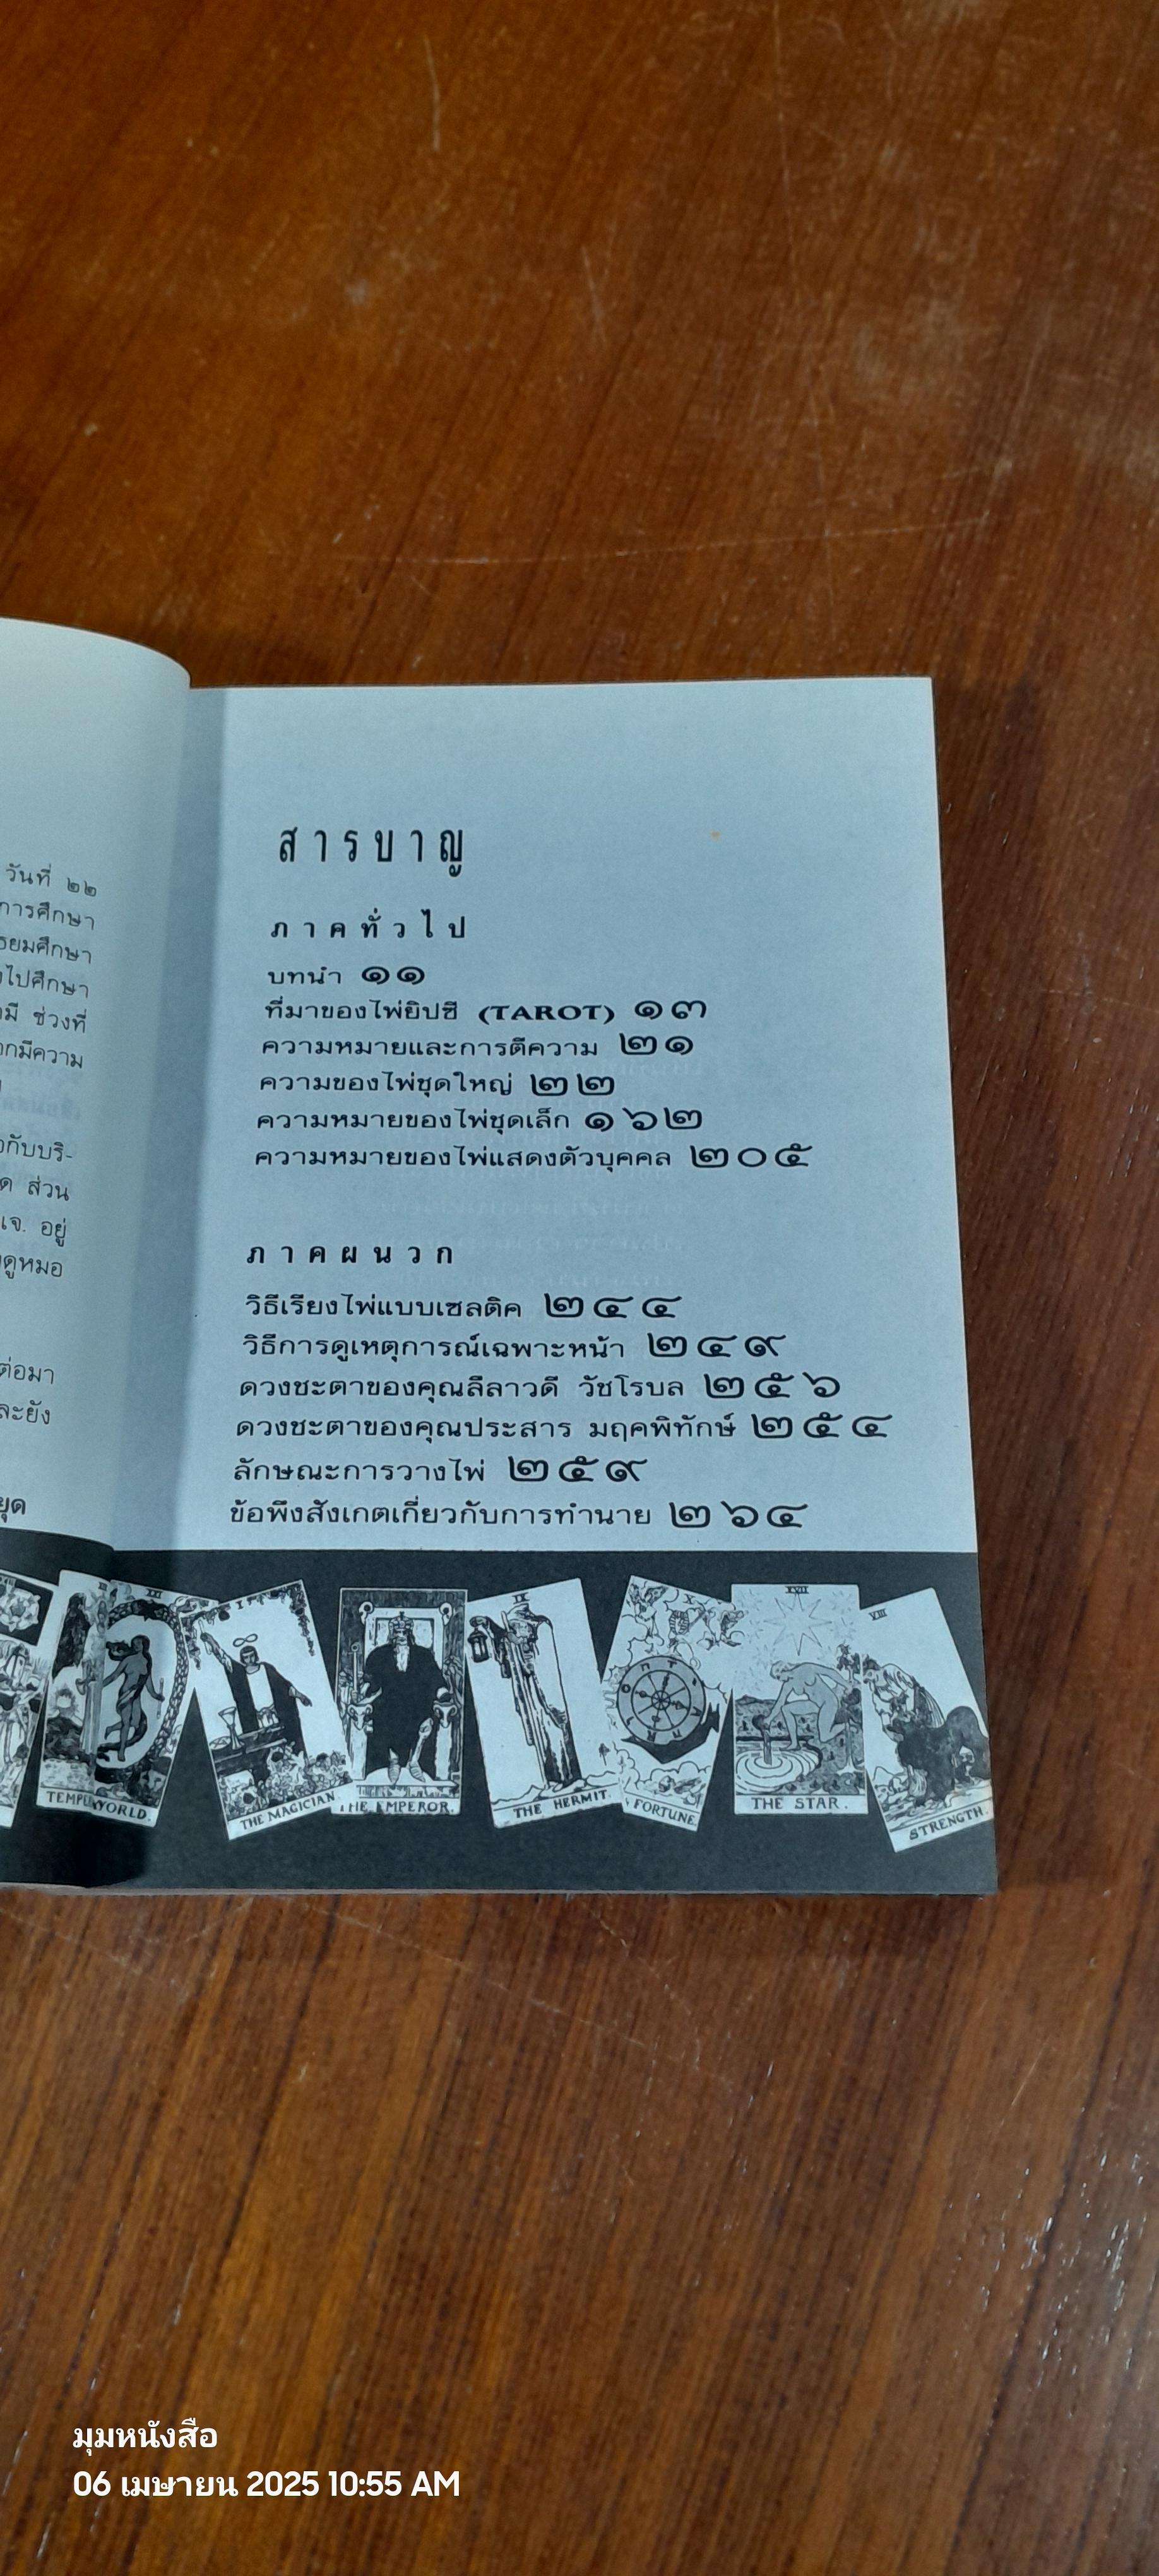 วันที่ ๒๒
การศึกษา
ธยมศึกษา
ไปศึกษา
มี ช่วงที่
กมีความ
กับบริ-
ด ส่วน
เจ. อยู่
ดูหมอ
ต่อมา
ละยัง
ยุด
สารบาญ
ภาคทั่วไป
บทนำ ๑๑
ที่มาของไพ่ยิปซี (TAROT) ๑๓
ความหมายและการตีความ ๒๑
ความของไพ่ชุดใหญ่ ๒๒
ความหมายของไพ่ชุดเล็ก ๑๖๒
ความหมายของไพ่แสดงตัวบุคคล ๒๐๕
ภาคผนวก
วิธีเรียงไพ่แบบเซลติค ๒๔๔
วิธีการดูเหตุการณ์เฉพาะหน้า ๒๔๙
ดวงชะตาของคุณลีลาวดี วัชโรบล ๒๕๖
ดวงชะตาของคุณประสาร มฤคพิทักษ์ ๒๕๔
ลักษณะการวางไพ่ ๒๕๙
ข้อพึงสังเกตเกี่ยวกับการทำนาย ๒๖๔
XXI I IX X XVII VIII
TEMP WORLD. THE MAGICIAN. THE EMPEROR. THE HERMIT. FORTUNE. THE STAR. STRENGTH.
มุมหนังสือ
06 เมษายน 2025 10:55 AM